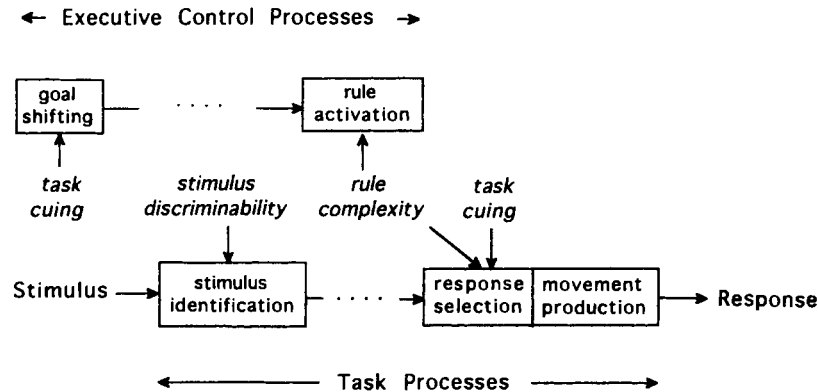 Executive Control Processes
goal
shifting
. . . .
rule
activation
task
cuing
stimulus
discriminability
rule
complexity
task
cuing
Stimulus
stimulus
identification
. . . .
response
selection
movement
production
Response
Task Processes